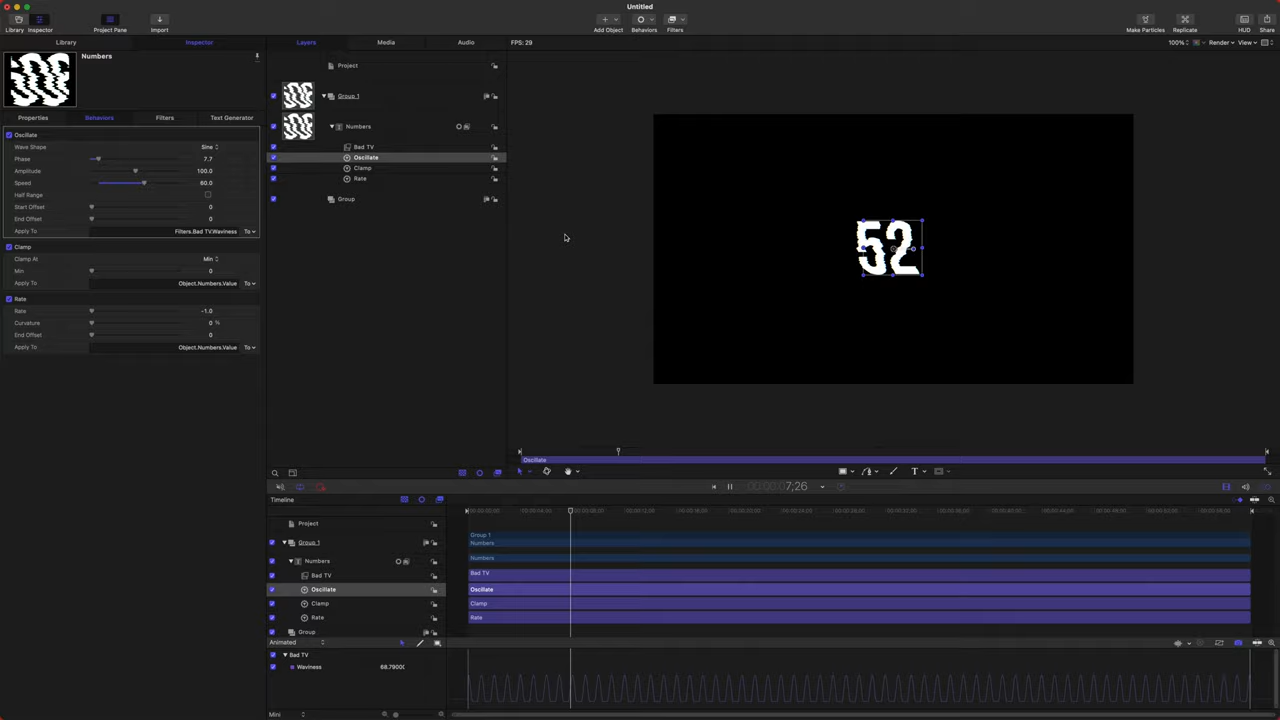 Untitled
Library Inspector Project Pane Import Add Object Behaviors Filters Make Particles Replicate HUD Share
Library Inspector Layers Media Audio FPS: 29 100% Render View
Numbers
Project
Group 1
Properties Behaviors Filters Text Generator
Numbers
Oscillate
Wave Shape Sine
Bad TV
Phase 7.7
Oscillate
Amplitude 100.0
Clamp
Speed 60.0
Rate
Half Range
Group
Start Offset 0
End Offset 0
Apply To Filters.Bad TV.Waviness To
52
Clamp
Clamp At Min
Min 0
Apply To Object.Numbers.Value To
Rate
Rate -1.0
Curvature 0 %
End Offset 0
Apply To Object.Numbers.Value To
Oscillate
T
7;26
Timeline
Project
Group 1
Group 1
Numbers
Numbers
Numbers
Bad TV
Bad TV
Oscillate
Oscillate
Clamp
Clamp
Rate
Rate
Group
Animated
Bad TV
Waviness
Mini